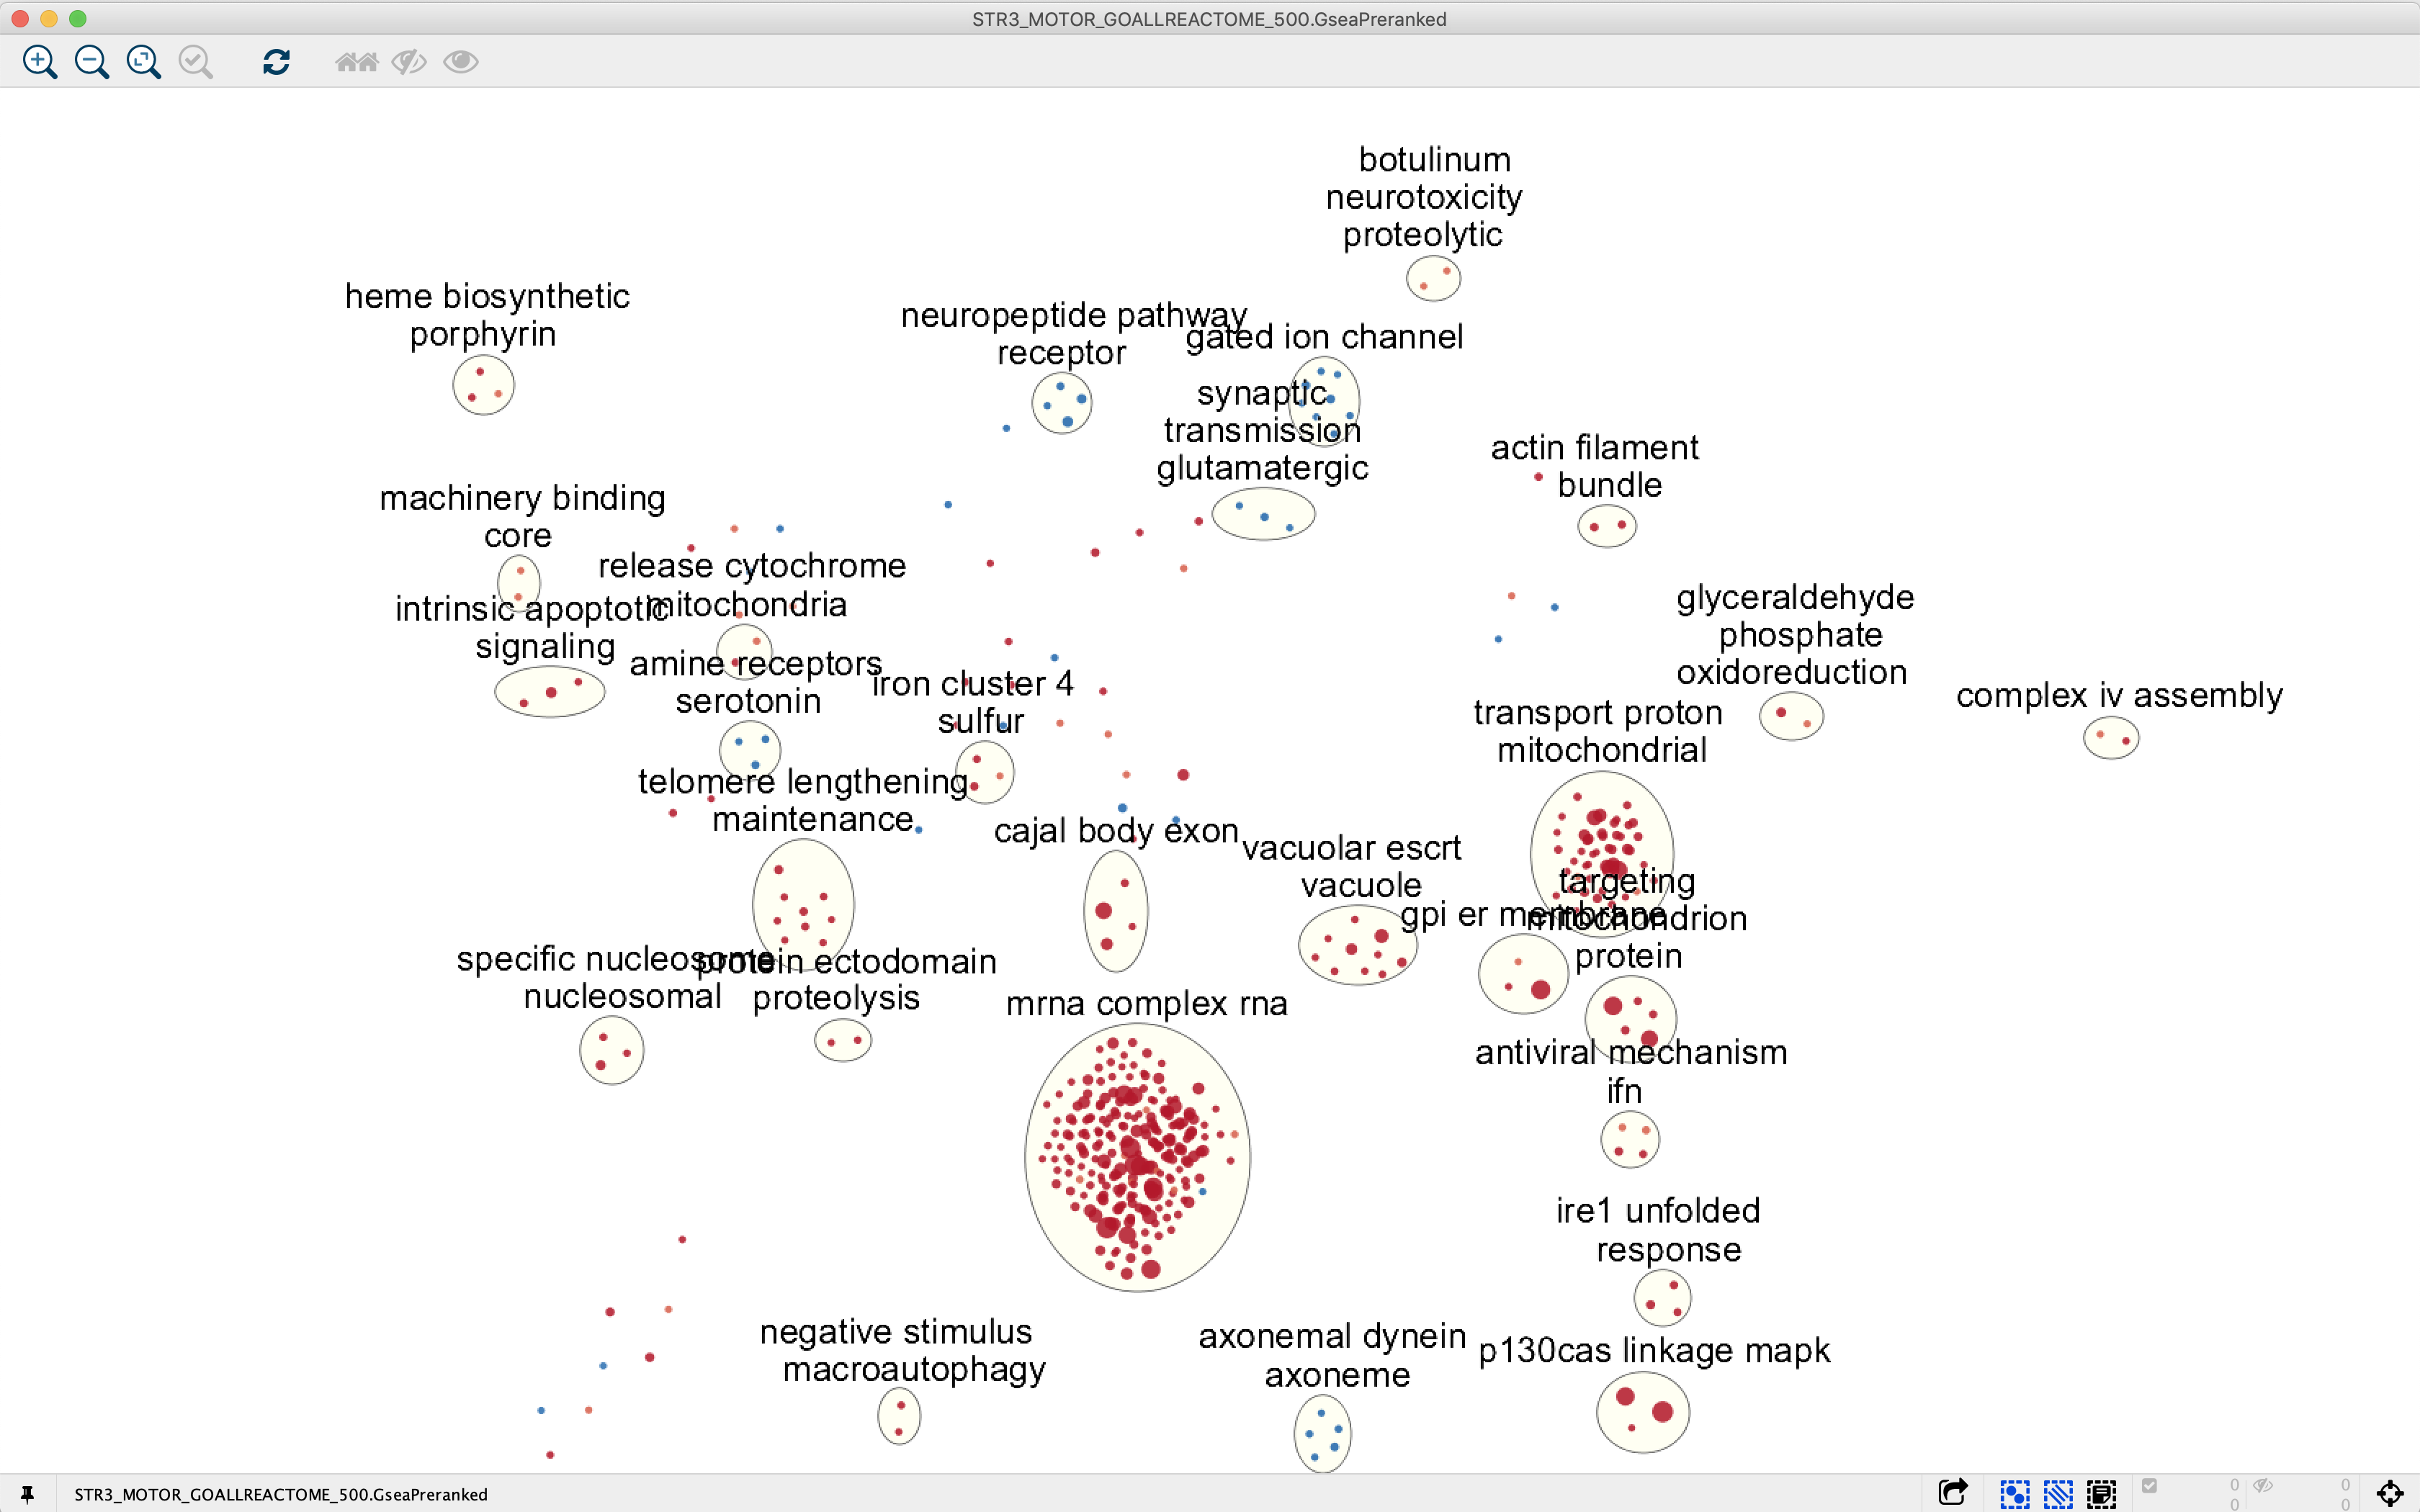 STR3_MOTOR_GOALLREACTOME_500.GseaPreranked
botulinum
neurotoxicity
proteolytic
heme biosynthetic
porphyrin
neuropeptide pathway
receptor
gated ion channel
synaptic
transmission
glutamatergic
actin filament
bundle
machinery binding
core
release cytochrome
mitochondria
intrinsic apoptotic
signaling
amine receptors
serotonin
iron cluster 4
sulfur
glyceraldehyde
phosphate
oxidoreduction
complex iv assembly
transport proton
mitochondrial
telomere lengthening
maintenance
cajal body exon
vacuolar escrt
vacuole
targeting
mitochondrion
protein
gpi er membrane
specific nucleosome
nucleosomal
protein ectodomain
proteolysis
mrna complex rna
antiviral mechanism
ifn
ire1 unfolded
response
negative stimulus
macroautophagy
axonemal dynein
axoneme
p130cas linkage mapk
STR3_MOTOR_GOALLREACTOME_500.GseaPreranked
0
0
0
0